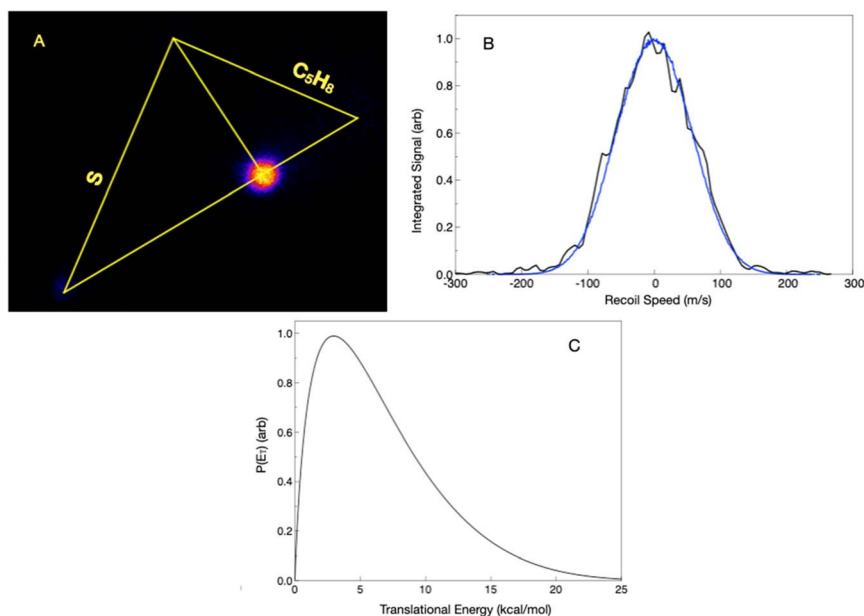 A
C₅H₈
S
B
Integrated Signal (arb)
1.0
0.8
0.6
0.4
0.2
0.0
-300
-200
-100
0
100
200
300
Recoil Speed (m/s)
C
P(E_T) (arb)
1.0
0.8
0.6
0.4
0.2
0.0
0
5
10
15
20
25
Translational Energy (kcal/mol)